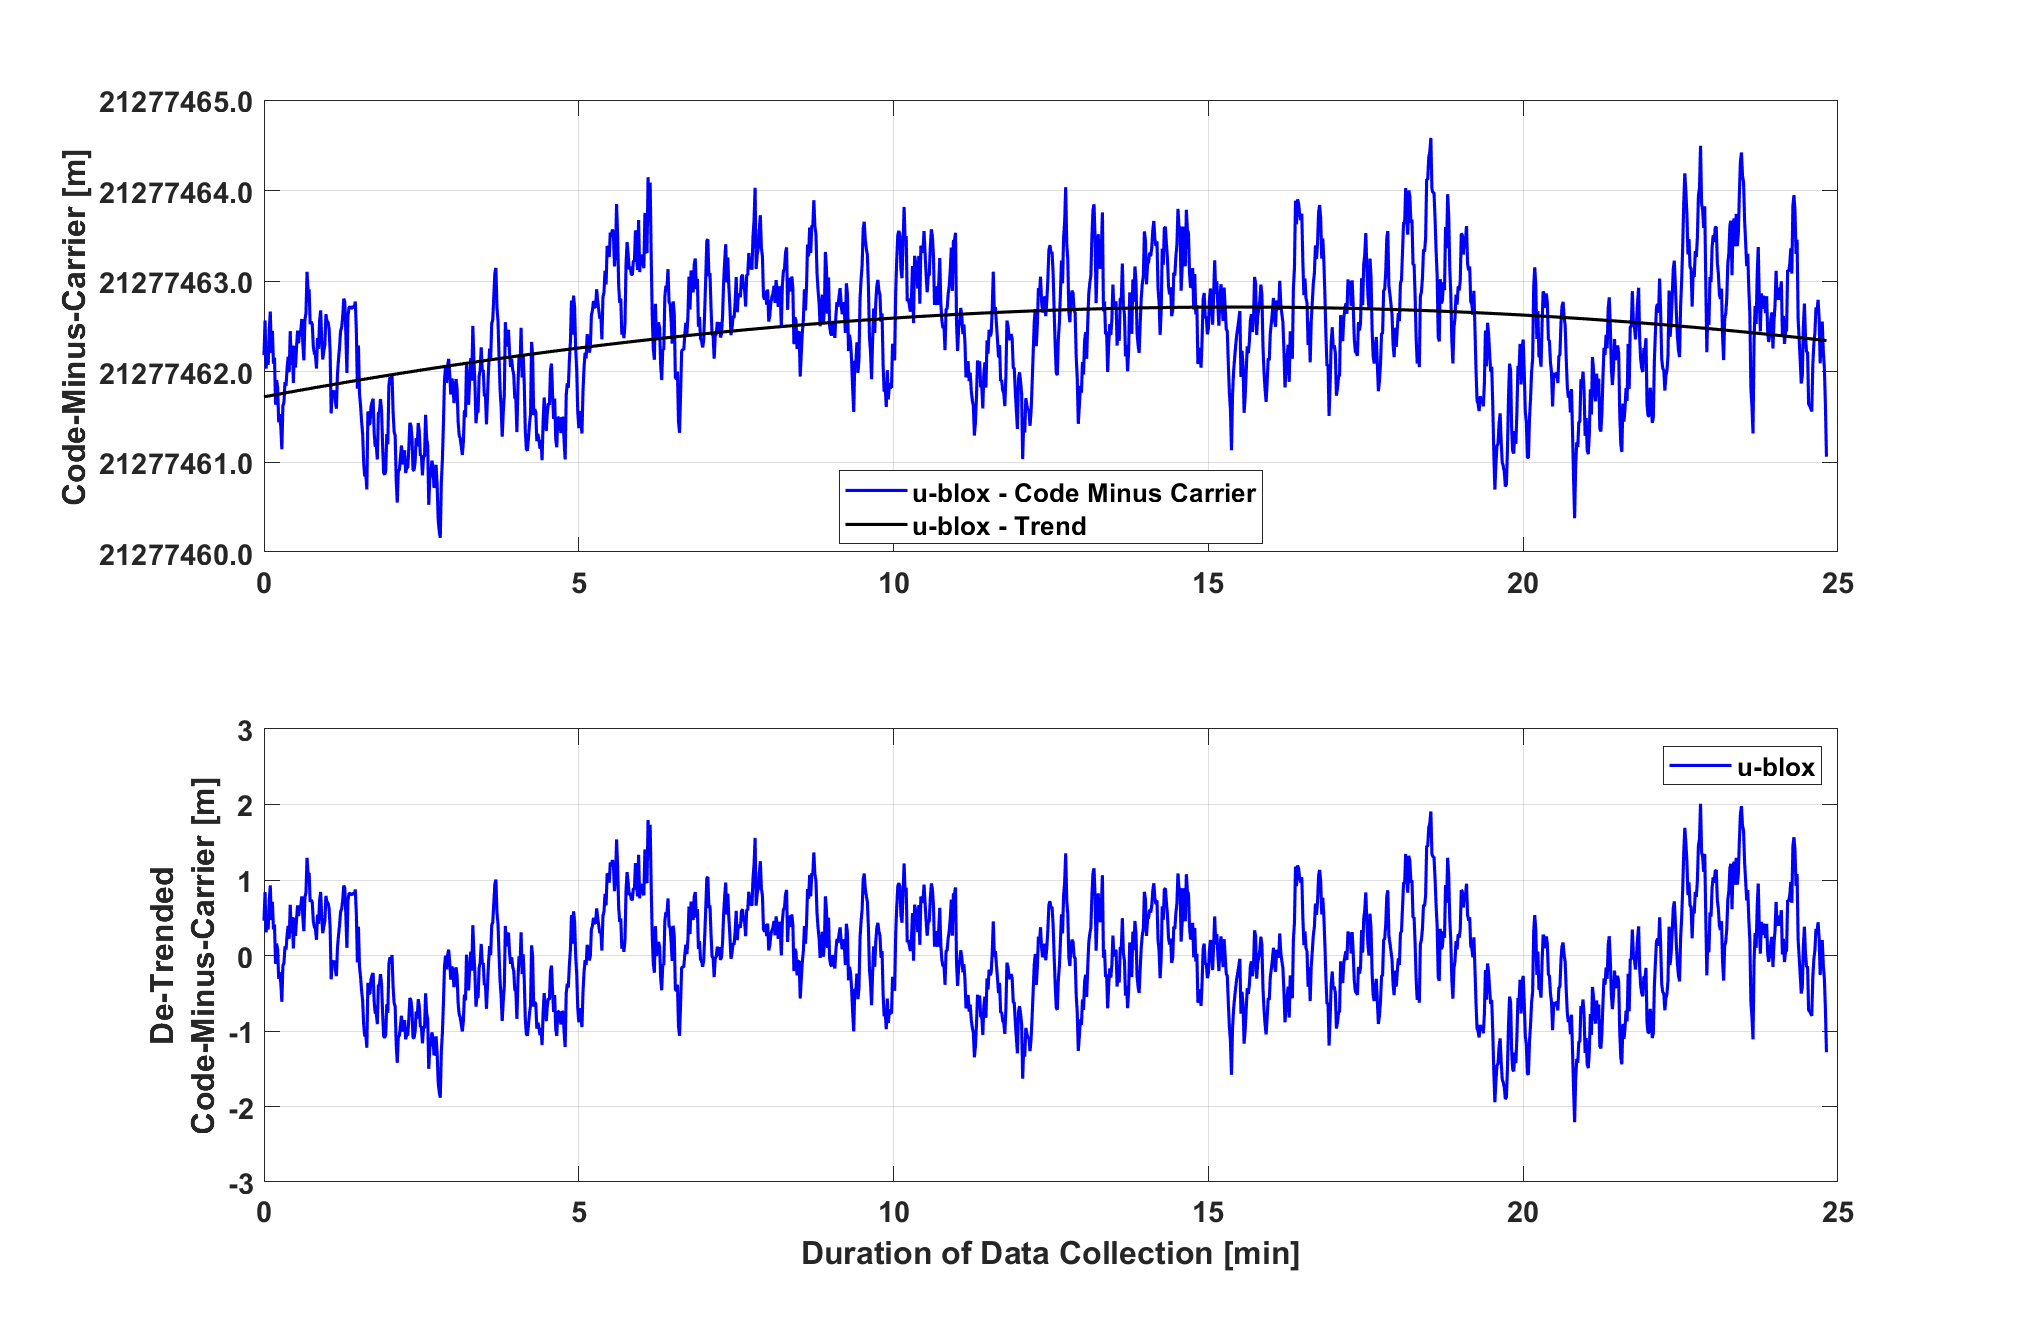 Code-Minus-Carrier [m]
21277465.0
21277464.0
21277463.0
21277462.0
21277461.0
21277460.0
0 5 10 15 20 25
u-blox - Code Minus Carrier
u-blox - Trend
De-Trended
Code-Minus-Carrier [m]
3
2
1
0
-1
-2
-3
u-blox
0 5 10 15 20 25
Duration of Data Collection [min]